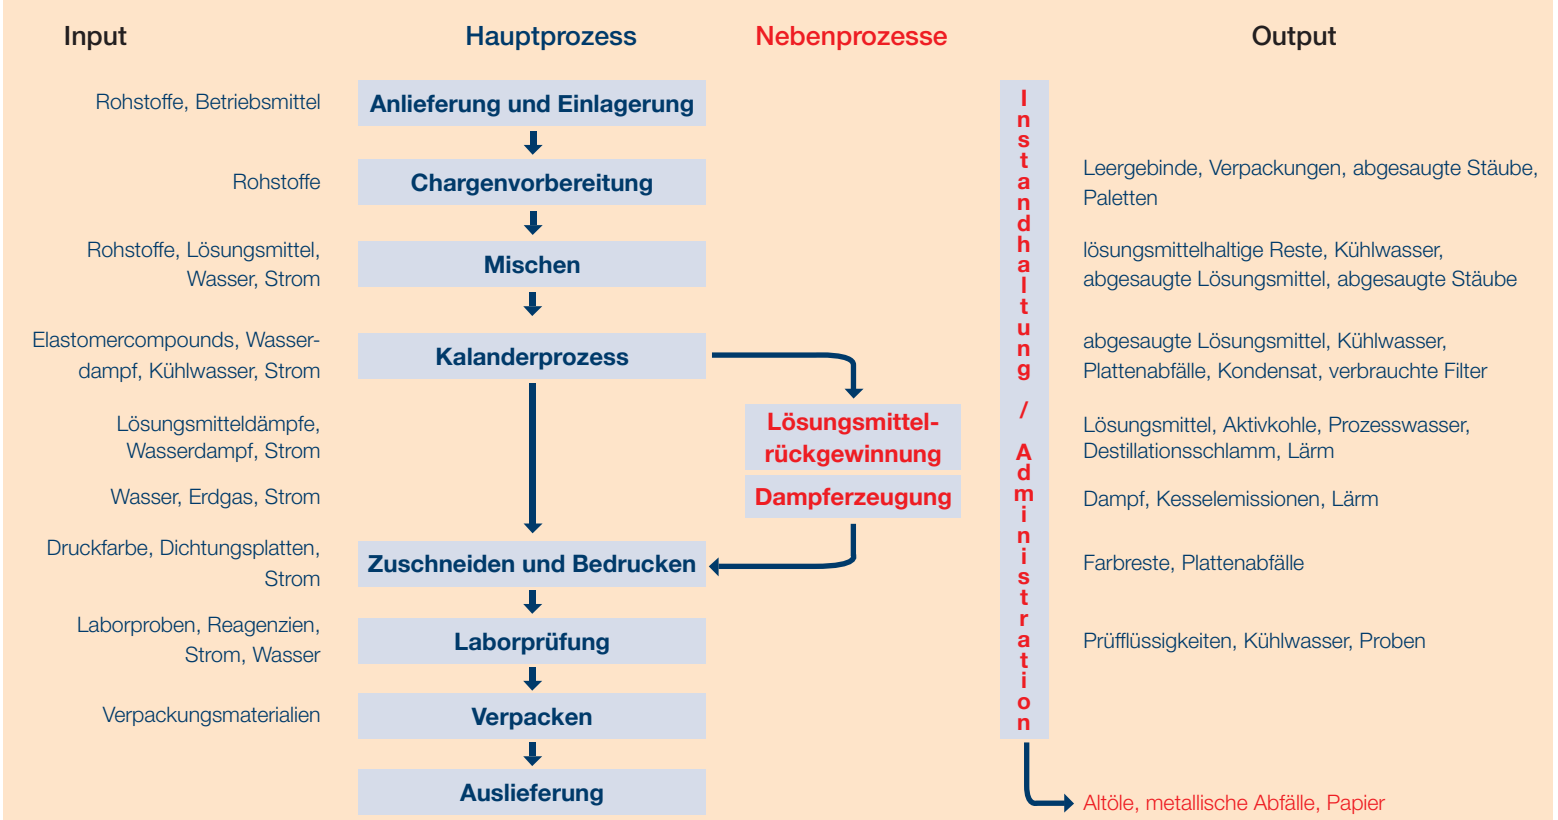 Input
Hauptprozess
Nebenprozesse
Output
Rohstoffe, Betriebsmittel
Anlieferung und Einlagerung
Rohstoffe
Chargenvorbereitung
Leergebinde, Verpackungen, abgesaugte Stäube,
Paletten
Rohstoffe, Lösungsmittel,
Wasser, Strom
Mischen
lösungsmittelhaltige Reste, Kühlwasser,
abgesaugte Lösungsmittel, abgesaugte Stäube
Elastomercompounds, Wasser-
dampf, Kühlwasser, Strom
Kalanderprozess
abgesaugte Lösungsmittel, Kühlwasser,
Plattenabfälle, Kondensat, verbrauchte Filter
Lösungsmitteldämpfe,
Wasserdampf, Strom
Lösungsmittel-
rückgewinnung
Lösungsmittel, Aktivkohle, Prozesswasser,
Destillationsschlamm, Lärm
Wasser, Erdgas, Strom
Dampferzeugung
Dampf, Kesselemissionen, Lärm
Druckfarbe, Dichtungsplatten,
Strom
Zuschneiden und Bedrucken
Farbreste, Plattenabfälle
Laborproben, Reagenzien,
Strom, Wasser
Laborprüfung
Prüfflüssigkeiten, Kühlwasser, Proben
Verpackungsmaterialien
Verpacken
Auslieferung
Instandhaltung / Administration
Altöle, metallische Abfälle, Papier